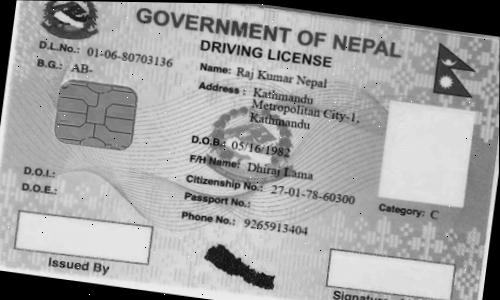 GOVERNMENT OF NEPAL
DRIVING LICENSE
D.L.No.: 01-06-80703136
B.G.: AB-
Name: Raj Kumar Nepal
Address : Kathmandu
Metropolitan City-1,
Kathmandu
D.O.B.: 05/16/1982
F/H Name: Dhiraj Lama
Citizenship No.: 27-01-78-60300
D.O.I.:
D.O.E.:
Passport No.:
Phone No.: 9265913404
Category: C
Issued By